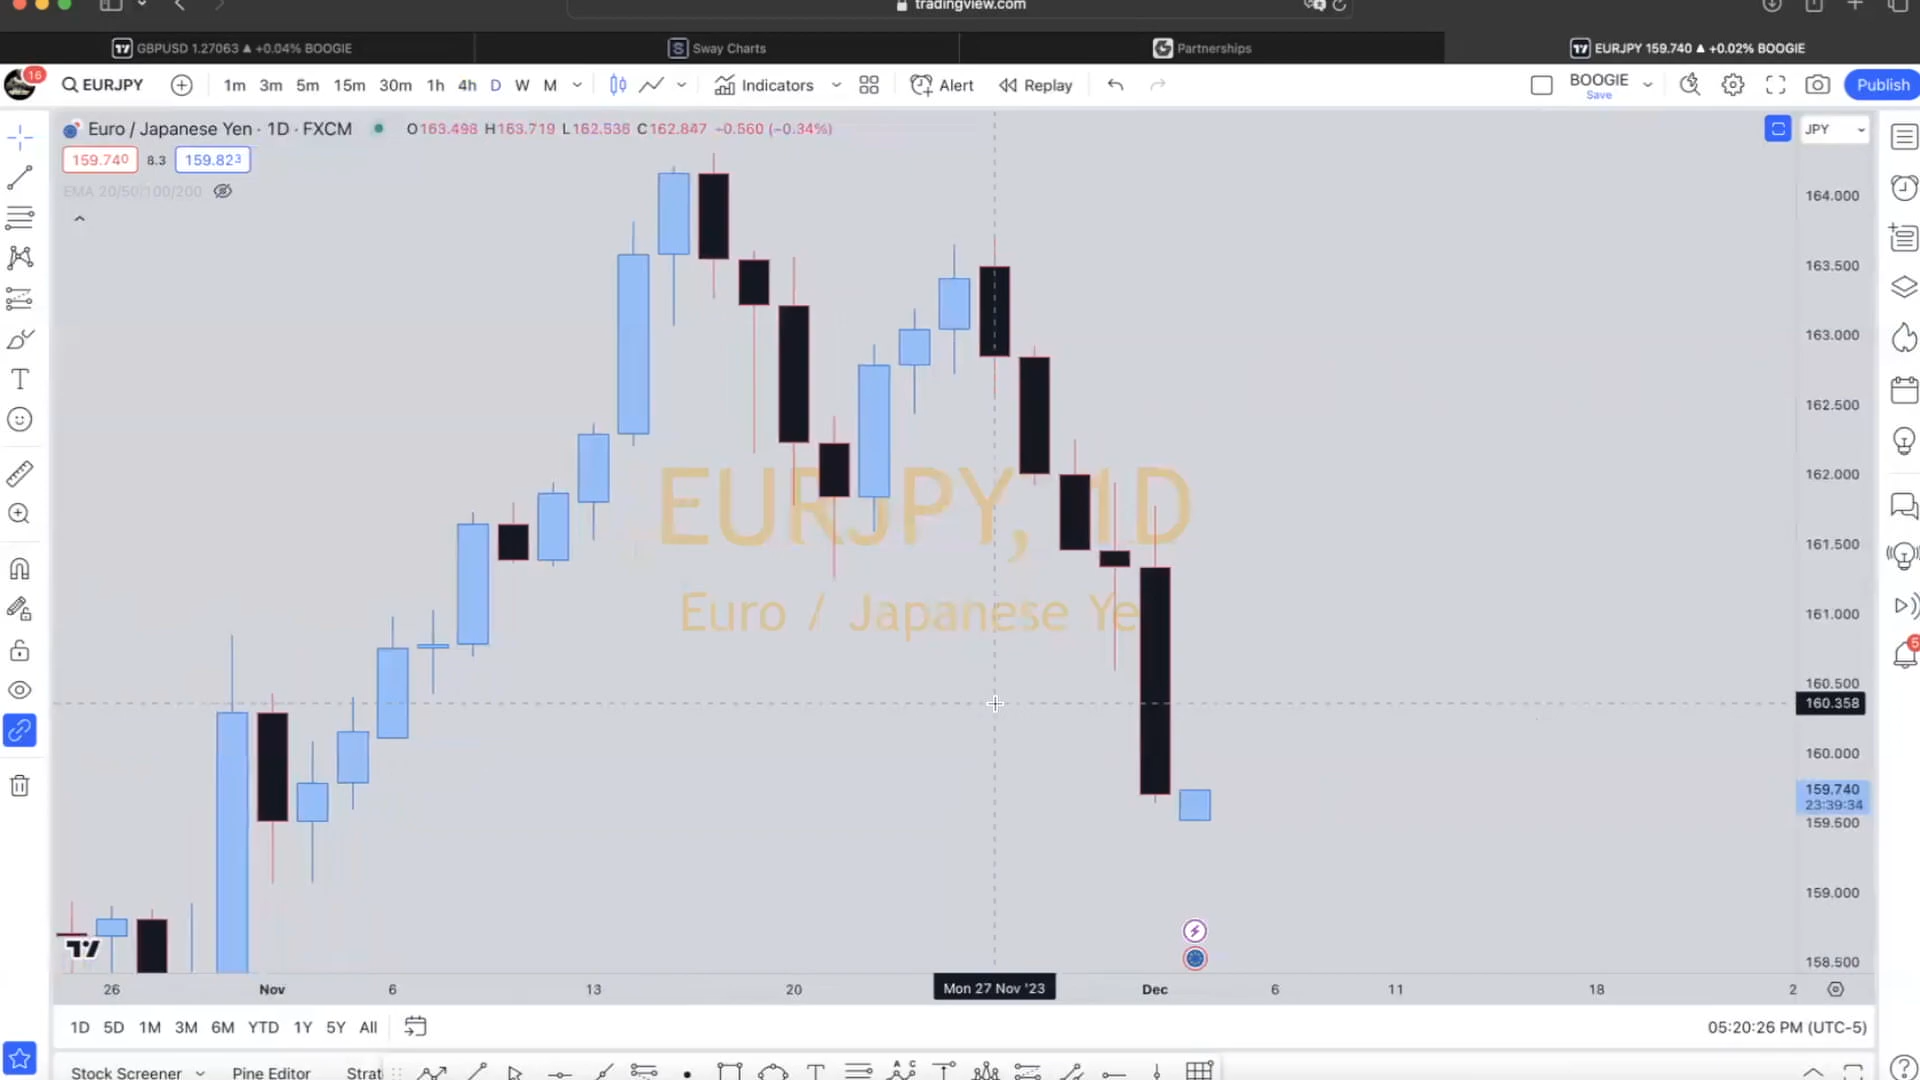 tradingview.com
GBPUSD 1.27063 ▲ +0.04% BOOGIE
Sway Charts
Partnerships
EURJPY 159.740 ▲ +0.02% BOOGIE
16
EURJPY
1m 3m 5m 15m 30m 1h 4h D W M
Indicators
Alert
Replay
BOOGIE
Save
Publish
Euro / Japanese Yen · 1D · FXCM
O163.498 H163.719 L162.536 C162.847 −0.560 (−0.34%)
JPY
159.740 8.3 159.823
EMA 20/50/100/200
164.000
163.500
163.000
162.500
162.000
161.500
161.000
160.500
160.358
160.000
159.740
23:39:34
159.500
159.000
158.500
EURJPY, 1D
Euro / Japanese Ye
5
26 Nov 6 13 20 Mon 27 Nov '23 Dec 6 11 18 2
1D 5D 1M 3M 6M YTD 1Y 5Y All
05:20:26 PM (UTC-5)
Stock Screener Pine Editor Strat